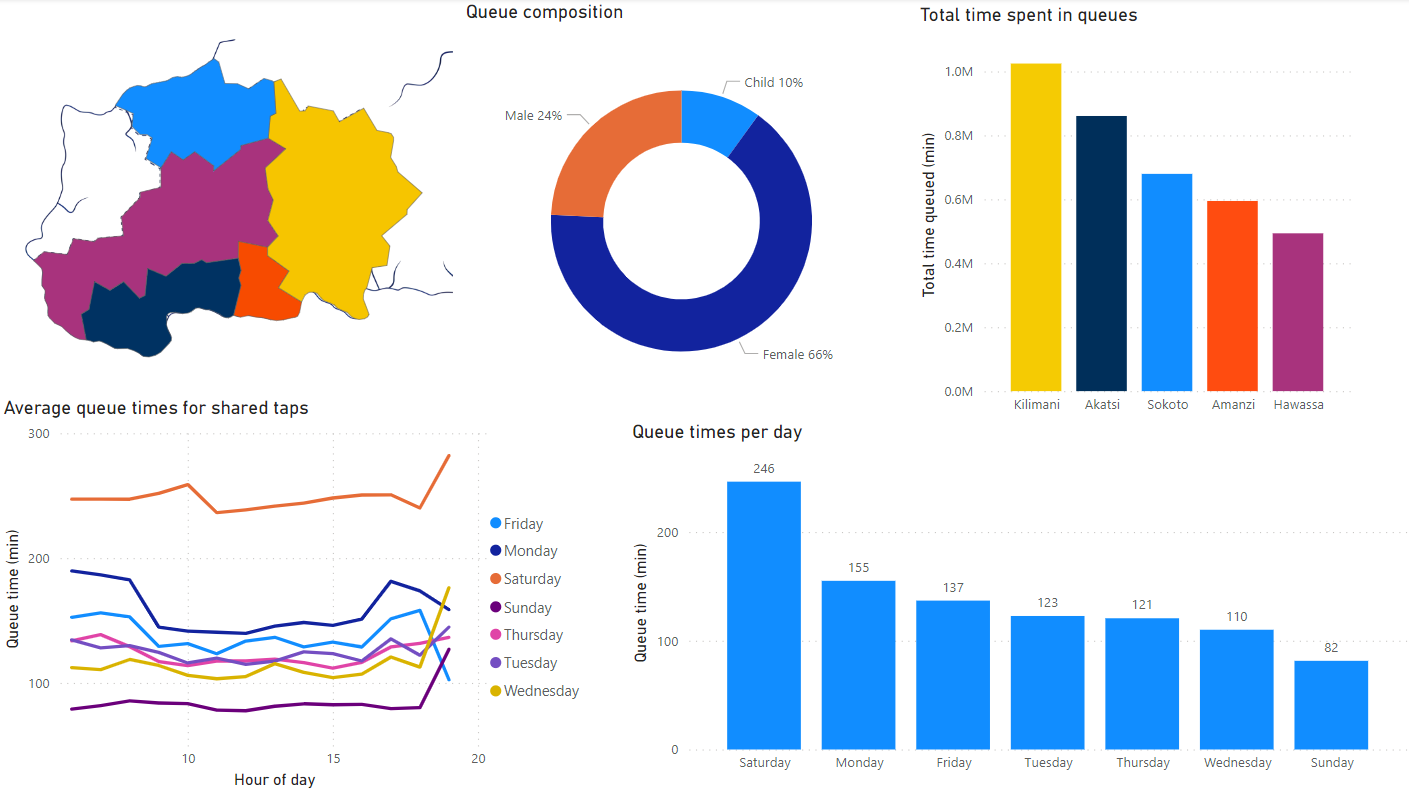 Queue composition
Child 10%
Male 24%
Female 66%
Total time spent in queues
Total time queued (min)
1.0M
0.8M
0.6M
0.4M
0.2M
0.0M
Kilimani Akatsi Sokoto Amanzi Hawassa
Average queue times for shared taps
Queue time (min)
300
200
100
10 15 20
Hour of day
Friday
Monday
Saturday
Sunday
Thursday
Tuesday
Wednesday
Queue times per day
Queue time (min)
200
100
0
246
155
137
123
121
110
82
Saturday Monday Friday Tuesday Thursday Wednesday Sunday